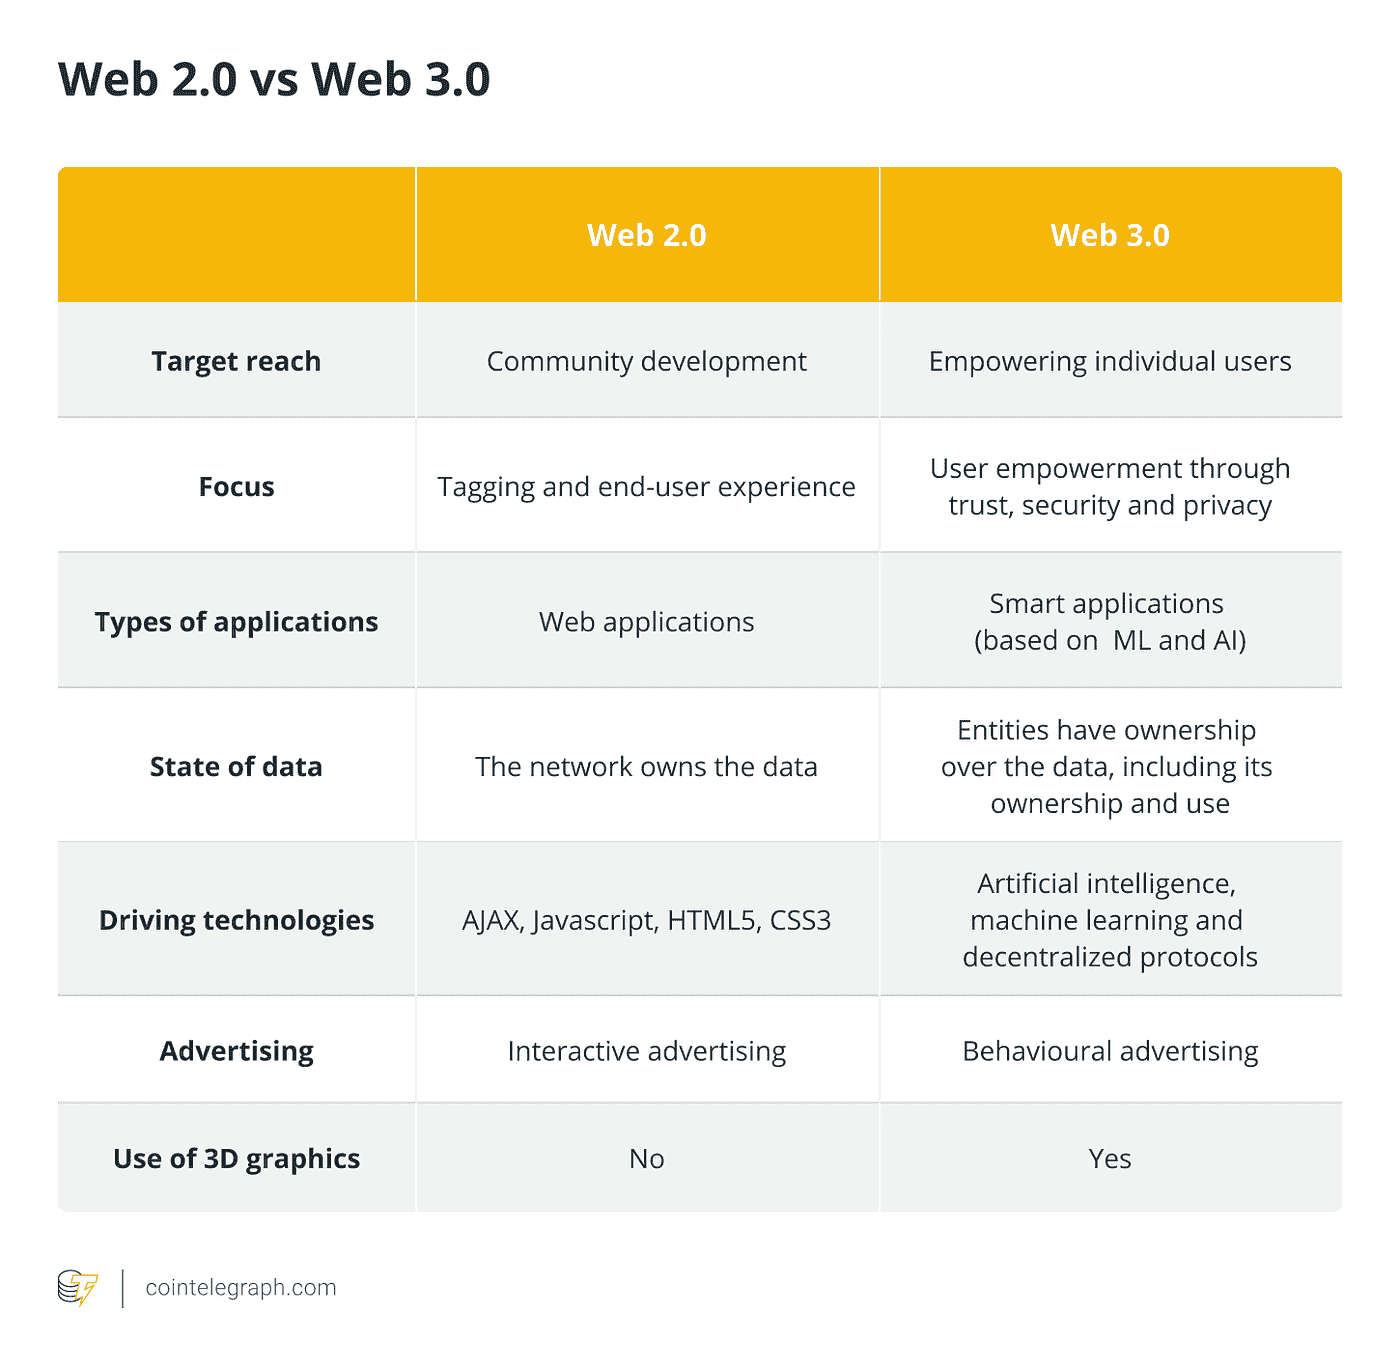 Web 2.0 vs Web 3.0
Web 2.0
Web 3.0
Target reach
Community development
Empowering individual users
Focus
Tagging and end-user experience
User empowerment through
trust, security and privacy
Types of applications
Web applications
Smart applications
(based on  ML and AI)
State of data
The network owns the data
Entities have ownership
over the data, including its
ownership and use
Driving technologies
AJAX, Javascript, HTML5, CSS3
Artificial intelligence,
machine learning and
decentralized protocols
Advertising
Interactive advertising
Behavioural advertising
Use of 3D graphics
No
Yes
cointelegraph.com